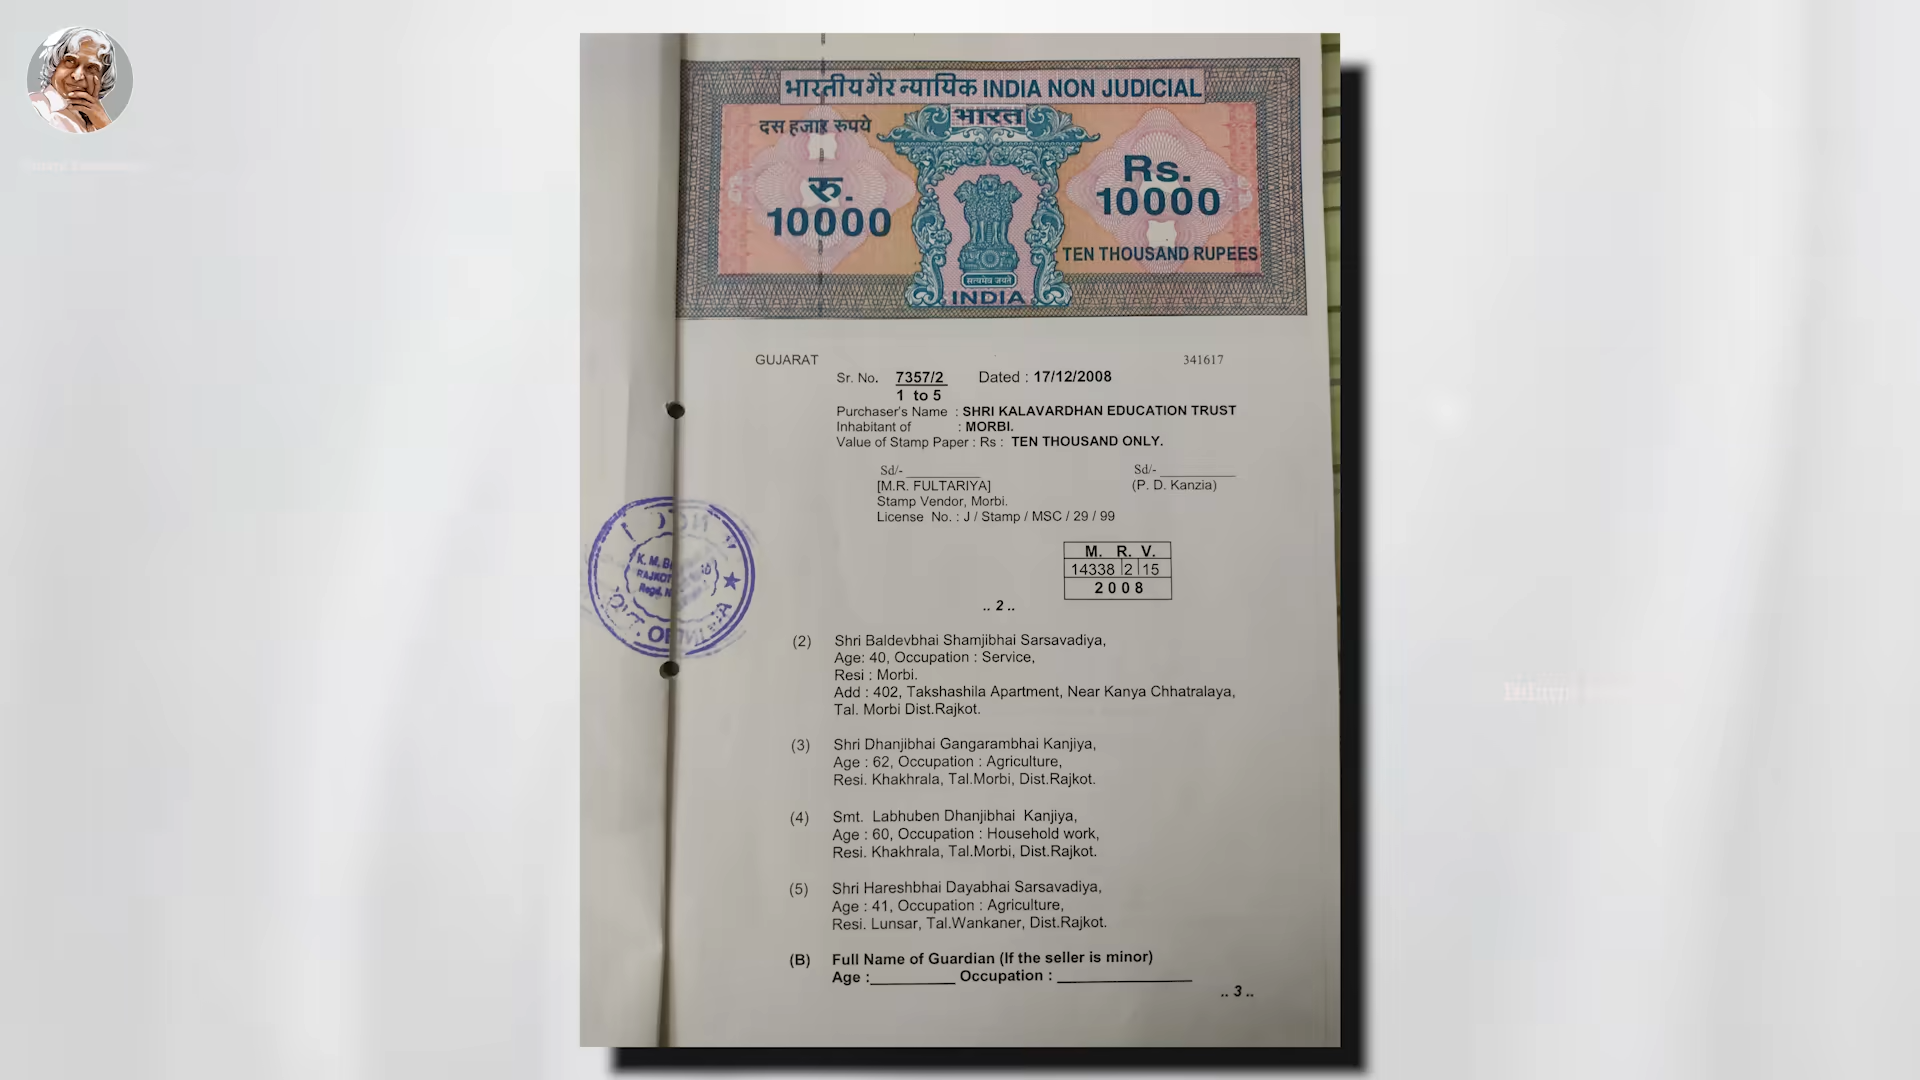 भारतीय गैर न्यायिक INDIA NON JUDICIAL
भारत
दस हजार रुपये
रु.
10000
Rs.
10000
TEN THOUSAND RUPEES
सत्यमेव जयते
INDIA
GUJARAT 341617
Sr. No. 7357/2 Dated : 17/12/2008
1 to 5
Purchaser's Name : SHRI KALAVARDHAN EDUCATION TRUST
Inhabitant of : MORBI.
Value of Stamp Paper : Rs : TEN THOUSAND ONLY.
Sd/- __________ Sd/- __________
[M.R. FULTARIYA] (P. D. Kanzia)
Stamp Vendor, Morbi.
License No. : J / Stamp / MSC / 29 / 99
M. R. V.
14338 2 15
2008
.. 2 ..
K. M.
RAJKOT
Regd.
(2) Shri Baldevbhai Shamjibhai Sarsavadiya,
Age: 40, Occupation : Service,
Resi : Morbi.
Add : 402, Takshashila Apartment, Near Kanya Chhatralaya,
Tal. Morbi Dist.Rajkot.
(3) Shri Dhanjibhai Gangarambhai Kanjiya,
Age : 62, Occupation : Agriculture,
Resi. Khakhrala, Tal.Morbi, Dist.Rajkot.
(4) Smt. Labhuben Dhanjibhai Kanjiya,
Age : 60, Occupation : Household work,
Resi. Khakhrala, Tal.Morbi, Dist.Rajkot.
(5) Shri Hareshbhai Dayabhai Sarsavadiya,
Age : 41, Occupation : Agriculture,
Resi. Lunsar, Tal.Wankaner, Dist.Rajkot.
(B) Full Name of Guardian (If the seller is minor)
Age :__________ Occupation : ________________
.. 3 ..